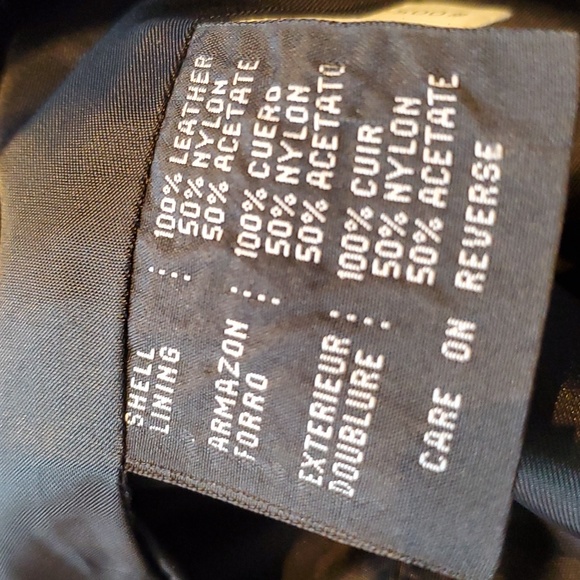 SHELL : 100% LEATHER
LINING : 50% NYLON
50% ACETATE
ARMAZON : 100% CUERO
FORRO : 50% NYLON
50% ACETATO
EXTERIEUR : 100% CUIR
DOUBLURE : 50% NYLON
50% ACETATE
CARE ON REVERSE